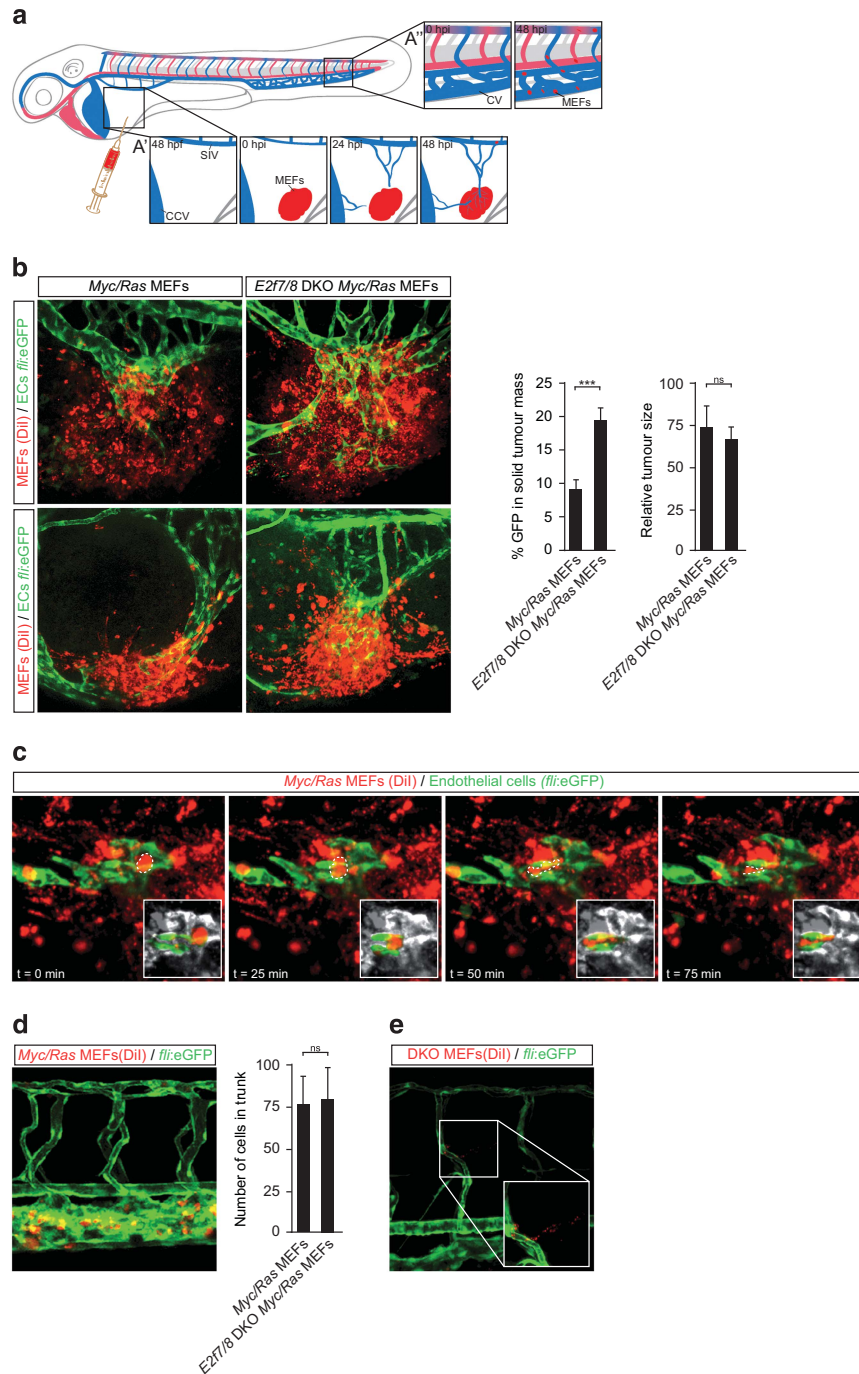 a
A''
0 hpi
48 hpi
CV
MEFs
A'
48 hpi
SIV
CCV
0 hpi
MEFs
24 hpi
48 hpi
b
Myc/Ras MEFs
E2f7/8 DKO Myc/Ras MEFs
MEFs (DiI) / ECs fli:eGFP
MEFs (DiI) / ECs fli:eGFP
% GFP in solid tumour mass
25
20
15
10
5
0
***
Myc/Ras MEFs
E2f7/8 DKO Myc/Ras MEFs
Relative tumour size
100
75
50
25
0
ns
Myc/Ras MEFs
E2f7/8 DKO Myc/Ras MEFs
c
Myc/Ras MEFs (DiI) / Endothelial cells (fli:eGFP)
t = 0 min
t = 25 min
t = 50 min
t = 75 min
d
Myc/Ras MEFs(DiI) / fli:eGFP
Number of cells in trunk
100
75
50
25
0
ns
Myc/Ras MEFs
E2f7/8 DKO Myc/Ras MEFs
e
DKO MEFs(DiI) / fli:eGFP